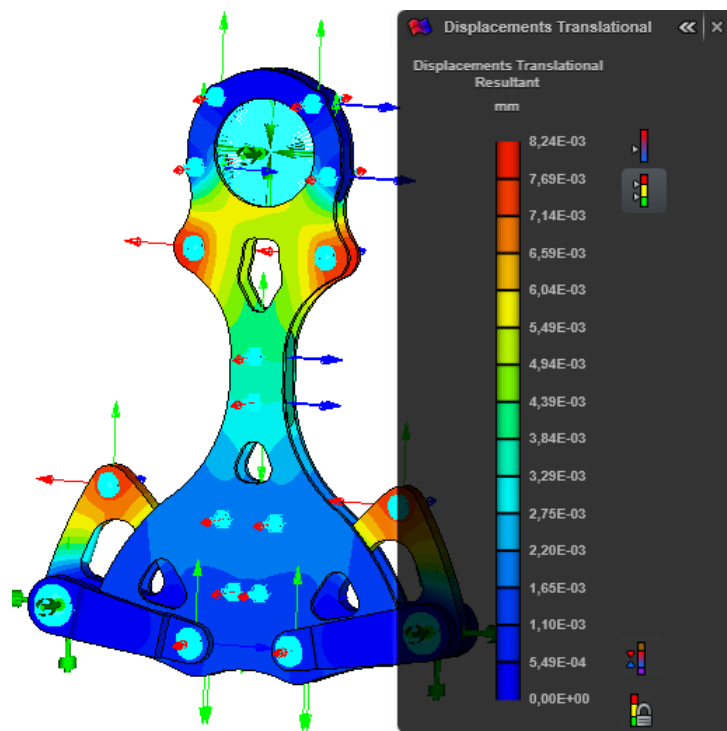 Displacements Translational
Displacements Translational
Resultant
mm
8,24E-03
7,69E-03
7,14E-03
6,59E-03
6,04E-03
5,49E-03
4,94E-03
4,39E-03
3,84E-03
3,29E-03
2,75E-03
2,20E-03
1,65E-03
1,10E-03
5,49E-04
0,00E+00